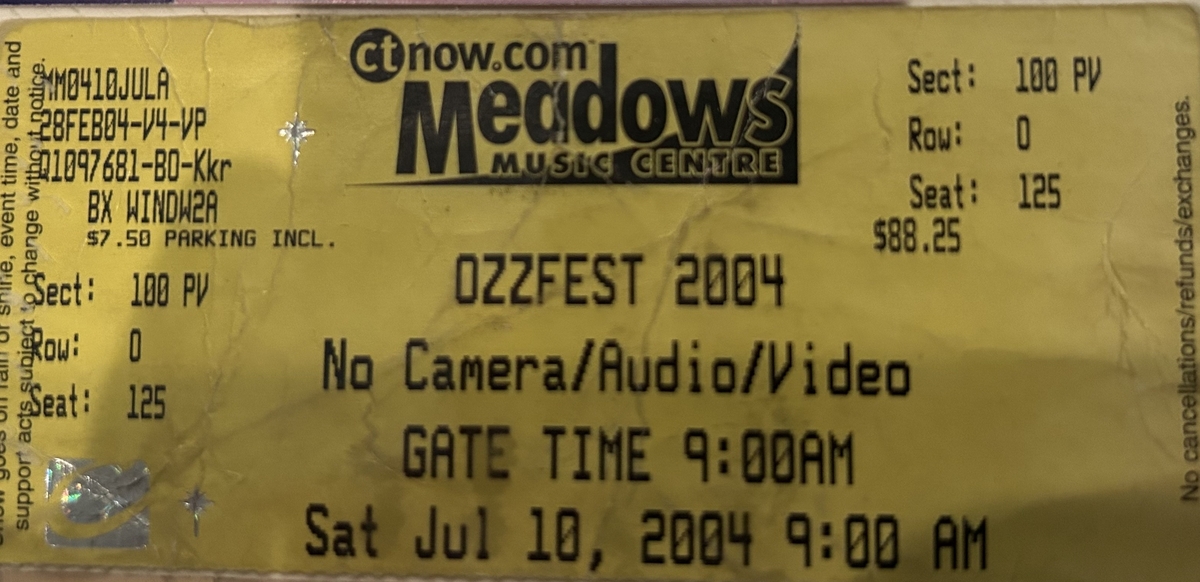 show goes on rain or shine, event time, date and
support acts subject to change without notice.
MM0410JULA
28FEB04-V4-VP
Q1097681-BO-Kkr
BX WINDW2A
$7.50 PARKING INCL.
Sect: 100 PV
Row: O
Seat: 125
ctnow.com
Meadows
MUSIC CENTRE
Sect: 100 PV
Row: O
Seat: 125
$88.25
OZZFEST 2004
No Camera/Audio/Video
GATE TIME 9:00AM
Sat Jul 10, 2004 9:00 AM
No cancellations/refunds/exchanges.